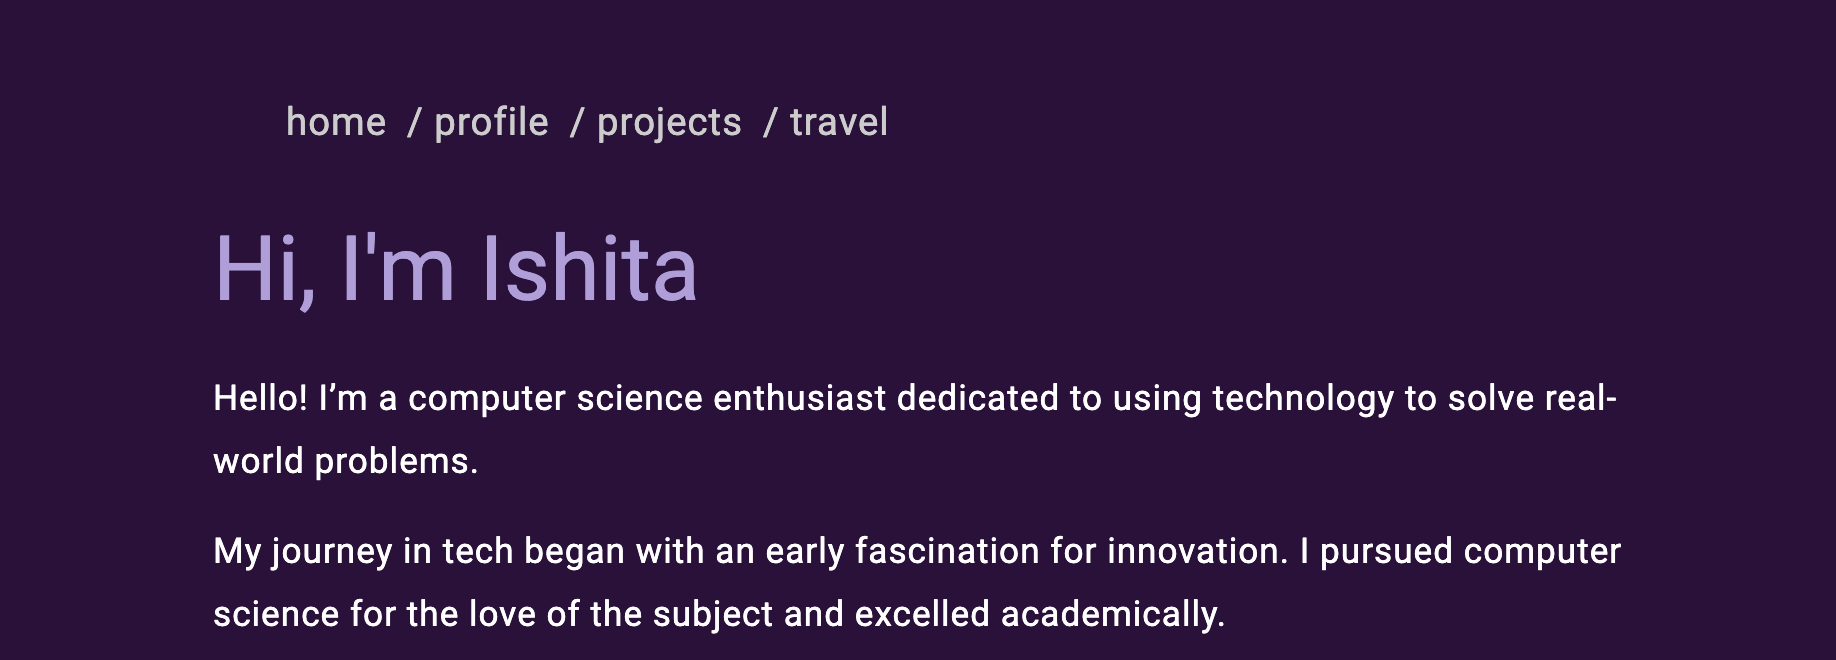 home / profile / projects / travel
Hi, I'm Ishita
Hello! I’m a computer science enthusiast dedicated to using technology to solve real-
world problems.
My journey in tech began with an early fascination for innovation. I pursued computer
science for the love of the subject and excelled academically.